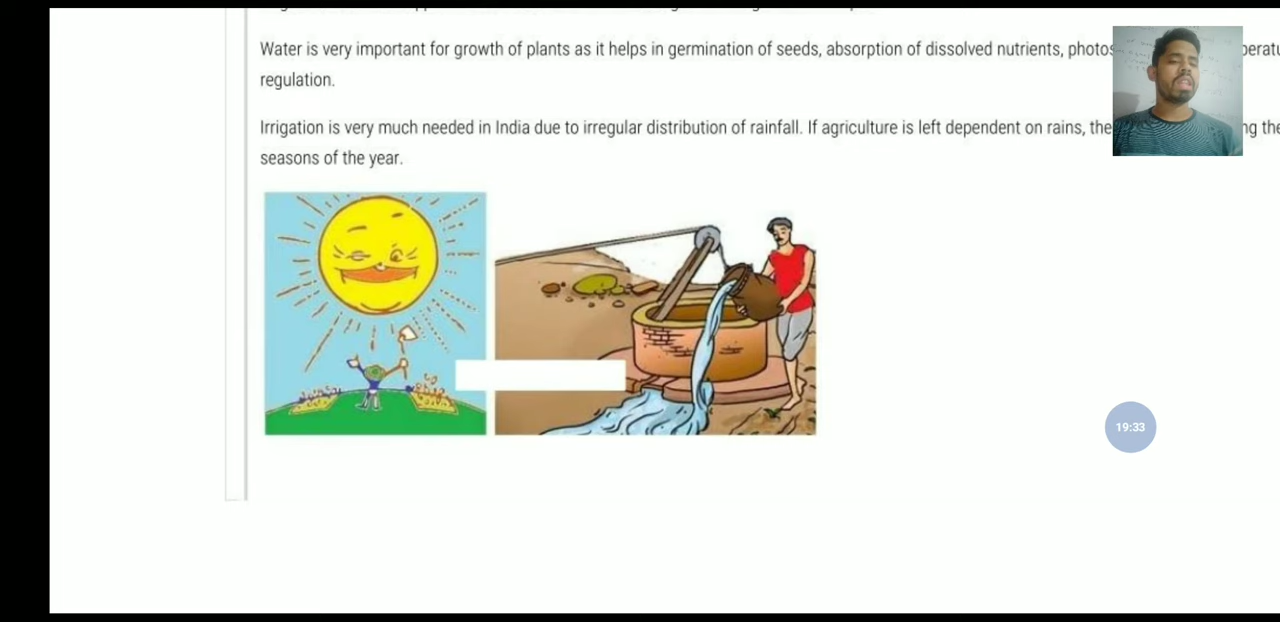 Water is very important for growth of plants as it helps in germination of seeds, absorption of dissolved nutrients,
regulation.
Irrigation is very much needed in India due to irregular distribution of rainfall. If agriculture is left dependent on rains,
seasons of the year.
19:33